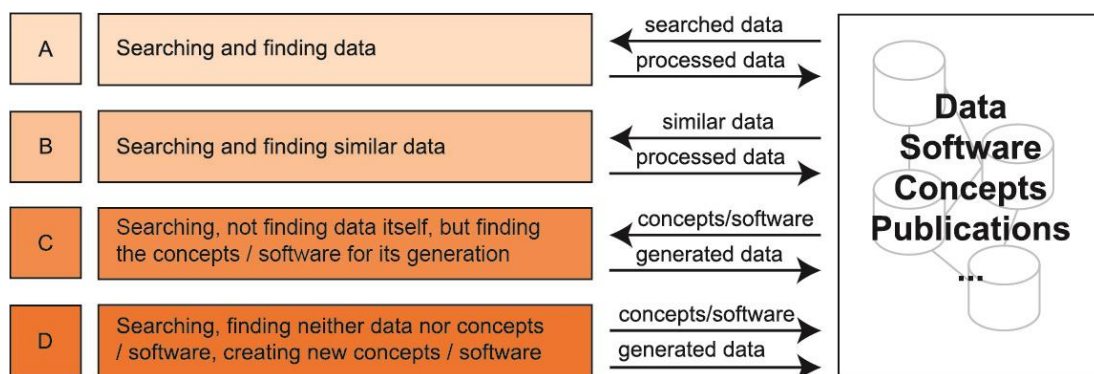 A
Searching and finding data
searched data
processed data
B
Searching and finding similar data
similar data
processed data
C
Searching, not finding data itself, but finding
the concepts / software for its generation
concepts/software
generated data
D
Searching, finding neither data nor concepts
/ software, creating new concepts / software
concepts/software
generated data
Data
Software
Concepts
Publications
...